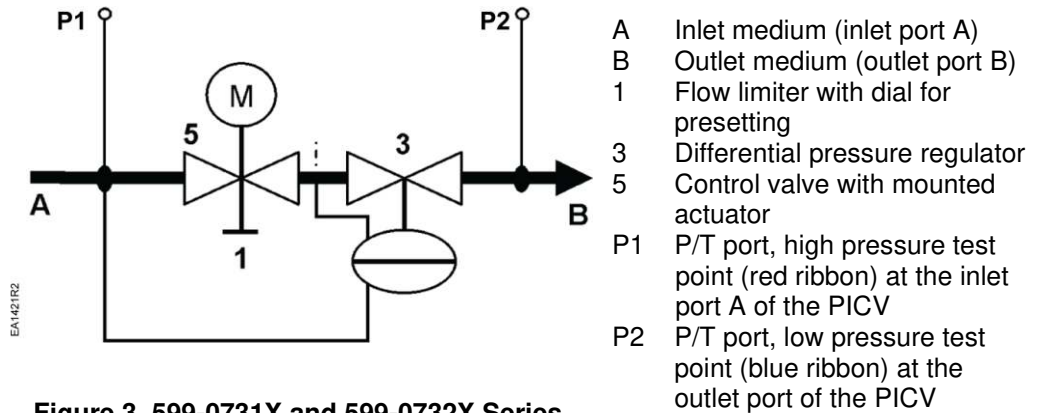 P1
P2
M
5
3
A
B
1
EA1421R2
A Inlet medium (inlet port A)
B Outlet medium (outlet port B)
1 Flow limiter with dial for
presetting
3 Differential pressure regulator
5 Control valve with mounted
actuator
P1 P/T port, high pressure test
point (red ribbon) at the inlet
port A of the PICV
P2 P/T port, low pressure test
point (blue ribbon) at the
outlet port of the PICV
Figure 3. 599-0731X and 599-0732X Series